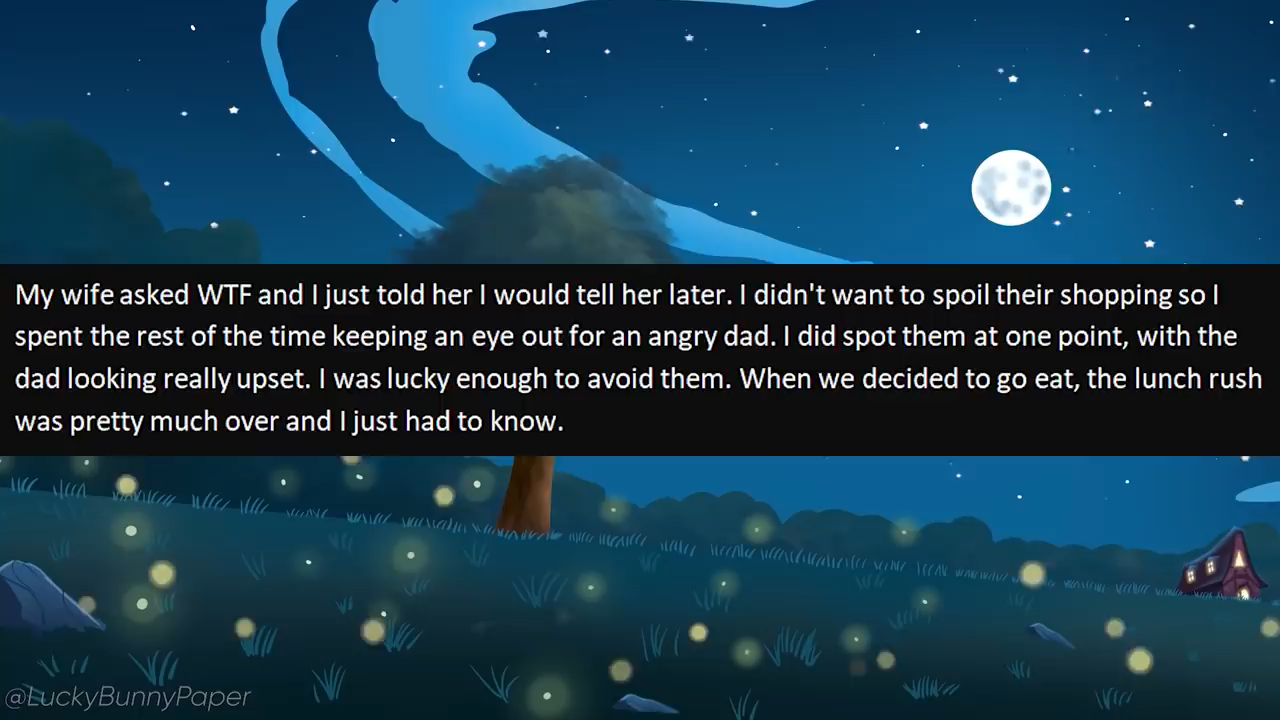 My wife asked WTF and I just told her I would tell her later. I didn't want to spoil their shopping so I
spent the rest of the time keeping an eye out for an angry dad. I did spot them at one point, with the
dad looking really upset. I was lucky enough to avoid them. When we decided to go eat, the lunch rush
was pretty much over and I just had to know.
@LuckyBunnyPaper